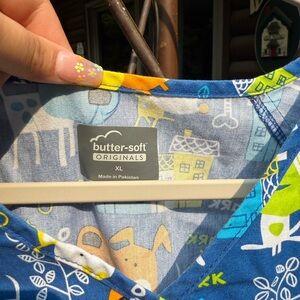 butter-soft
ORIGINALS
XL
Made in Pakistan